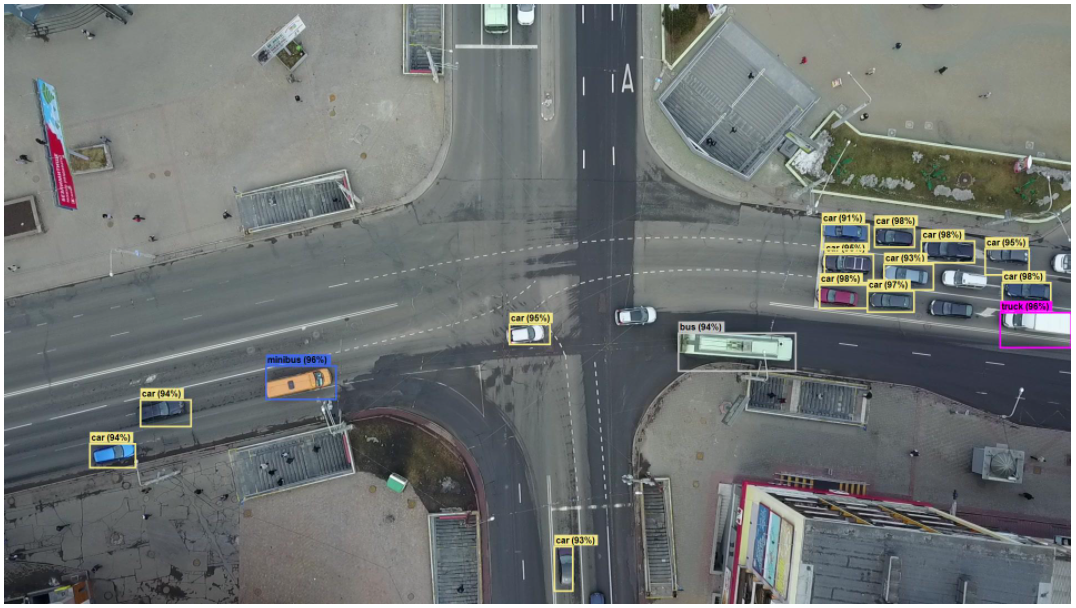 A
car (91%)
car (98%)
car (98%)
car (95%)
car (93%)
car (98%)
car (98%)
car (97%)
truck (96%)
car (95%)
bus (94%)
minibus (96%)
car (94%)
car (94%)
car (93%)